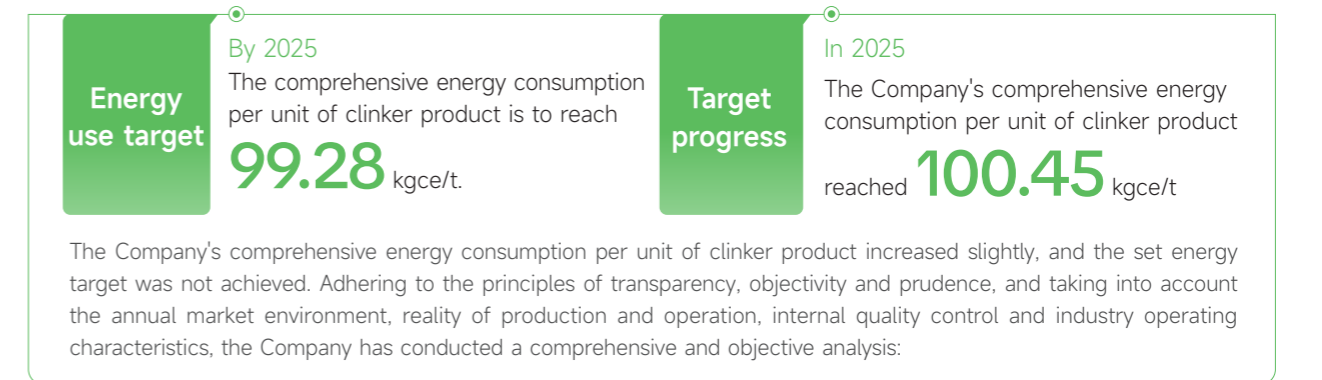 Energy
use target
By 2025
The comprehensive energy consumption
per unit of clinker product is to reach
99.28 kgce/t.
Target
progress
In 2025
The Company's comprehensive energy
consumption per unit of clinker product
reached 100.45 kgce/t
The Company's comprehensive energy consumption per unit of clinker product increased slightly, and the set energy
target was not achieved. Adhering to the principles of transparency, objectivity and prudence, and taking into account
the annual market environment, reality of production and operation, internal quality control and industry operating
characteristics, the Company has conducted a comprehensive and objective analysis: